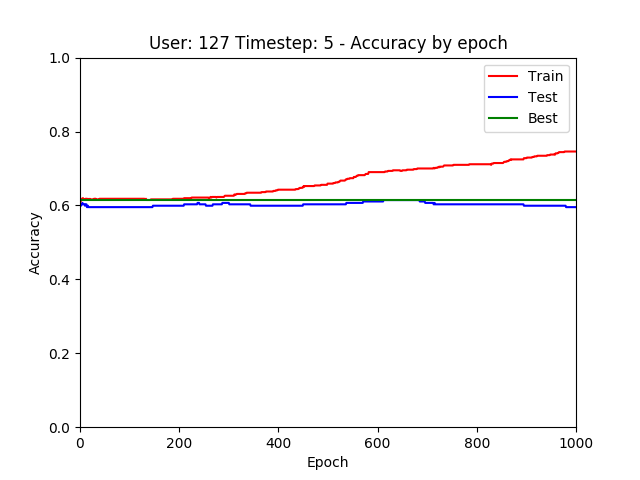 User: 127 Timestep: 5 - Accuracy by epoch
1.0
0.8
0.6
0.4
0.2
0.0
Accuracy
Train
Test
Best
0 200 400 600 800 1000
Epoch